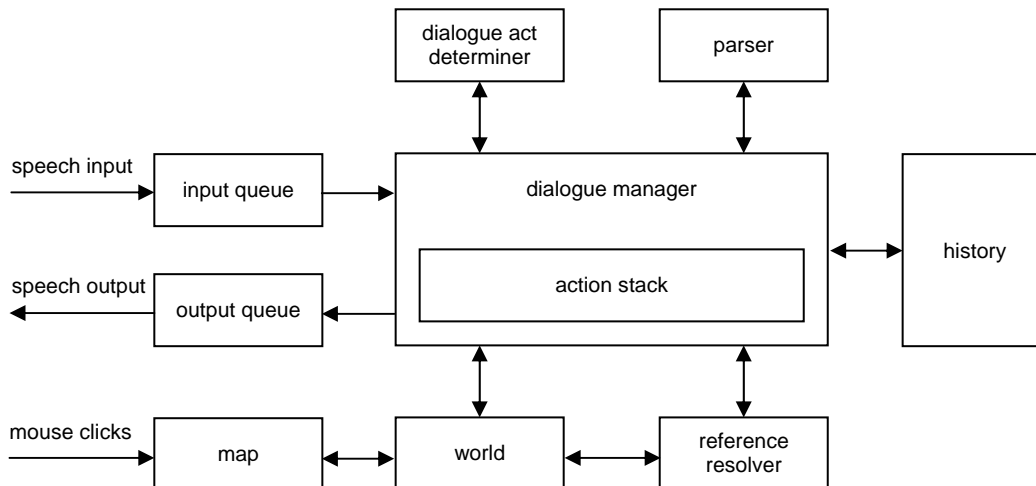 dialogue act
determiner
parser
speech input
input queue
dialogue manager
history
action stack
speech output
output queue
mouse clicks
map
world
reference
resolver